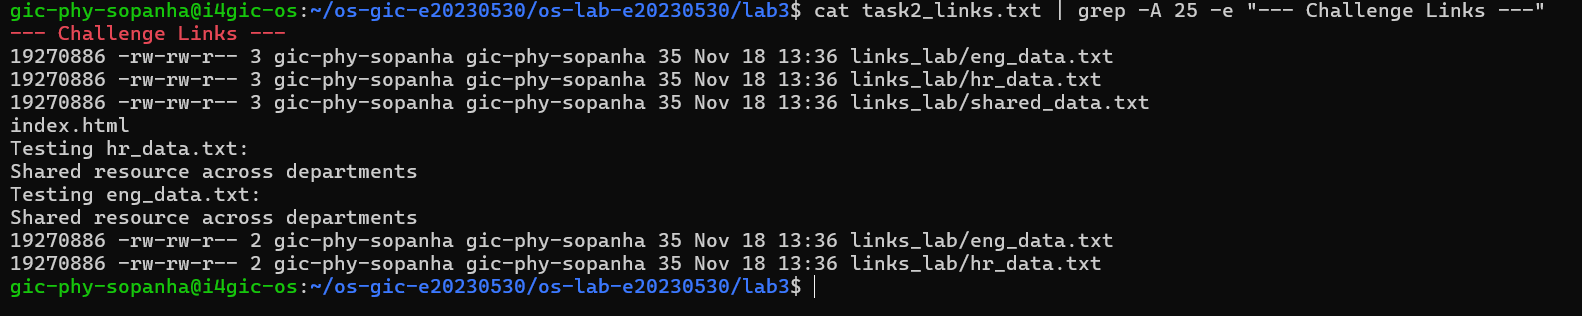 gic-phy-sopanha@i4gic-os:~/os-gic-e20230530/os-lab-e20230530/lab3$ cat task2_links.txt | grep -A 25 -e "--- Challenge Links ---"
--- Challenge Links ---
19270886 -rw-rw-r-- 3 gic-phy-sopanha gic-phy-sopanha 35 Nov 18 13:36 links_lab/eng_data.txt
19270886 -rw-rw-r-- 3 gic-phy-sopanha gic-phy-sopanha 35 Nov 18 13:36 links_lab/hr_data.txt
19270886 -rw-rw-r-- 3 gic-phy-sopanha gic-phy-sopanha 35 Nov 18 13:36 links_lab/shared_data.txt
index.html
Testing hr_data.txt:
Shared resource across departments
Testing eng_data.txt:
Shared resource across departments
19270886 -rw-rw-r-- 2 gic-phy-sopanha gic-phy-sopanha 35 Nov 18 13:36 links_lab/eng_data.txt
19270886 -rw-rw-r-- 2 gic-phy-sopanha gic-phy-sopanha 35 Nov 18 13:36 links_lab/hr_data.txt
gic-phy-sopanha@i4gic-os:~/os-gic-e20230530/os-lab-e20230530/lab3$